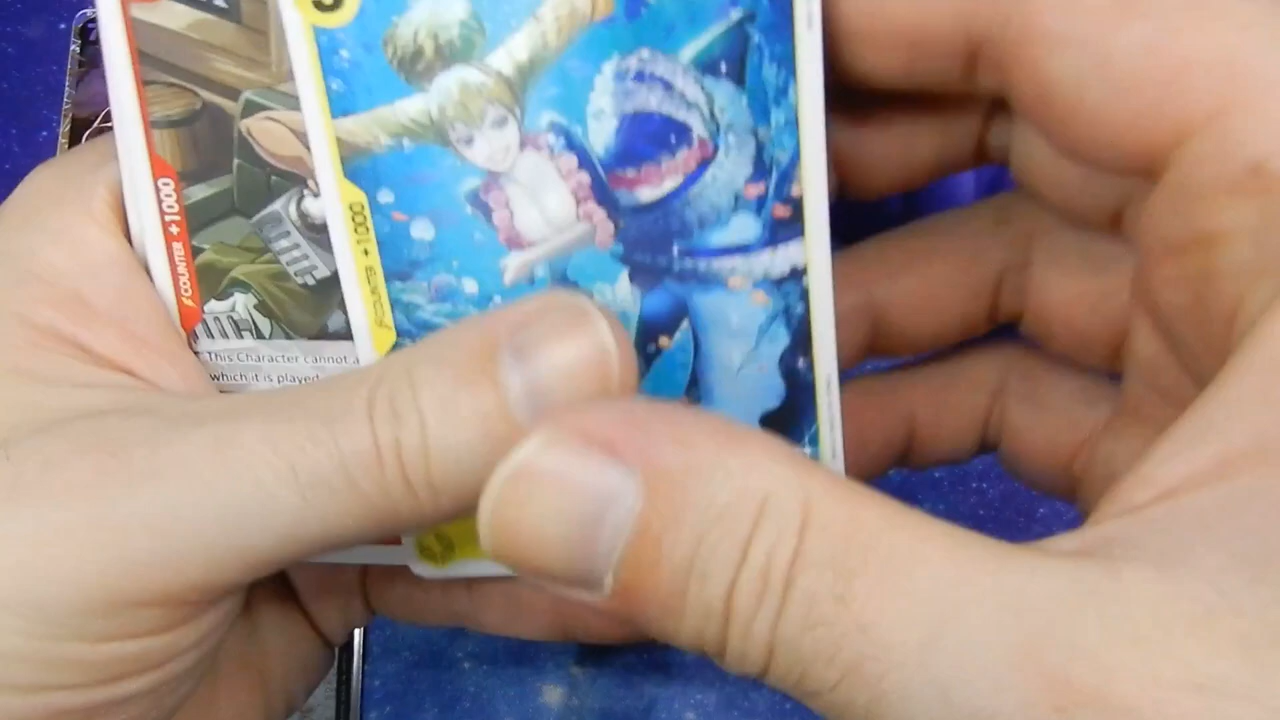 COUNTER +1000
COUNTER +1000
This Character cannot a
which it is played